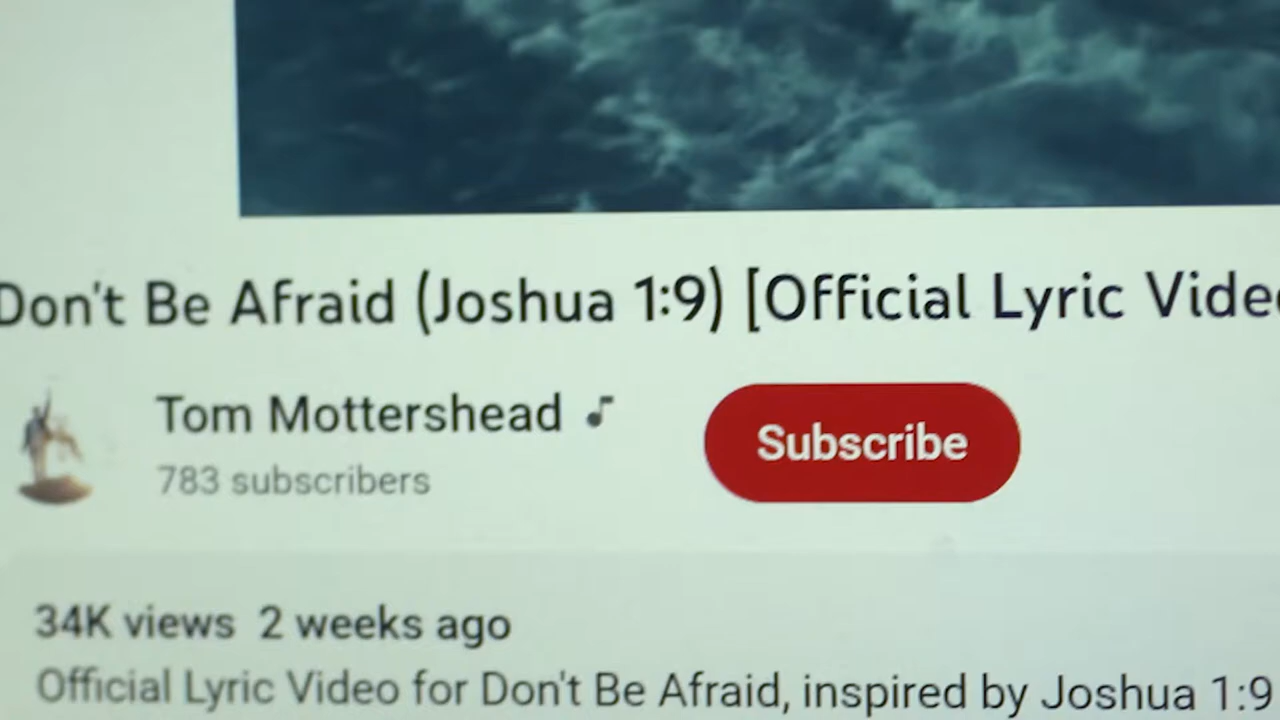 Don't Be Afraid (Joshua 1:9) [Official Lyric Vide
Tom Mottershead
783 subscribers
Subscribe
34K views 2 weeks ago
Official Lyric Video for Don't Be Afraid, inspired by Joshua 1:9